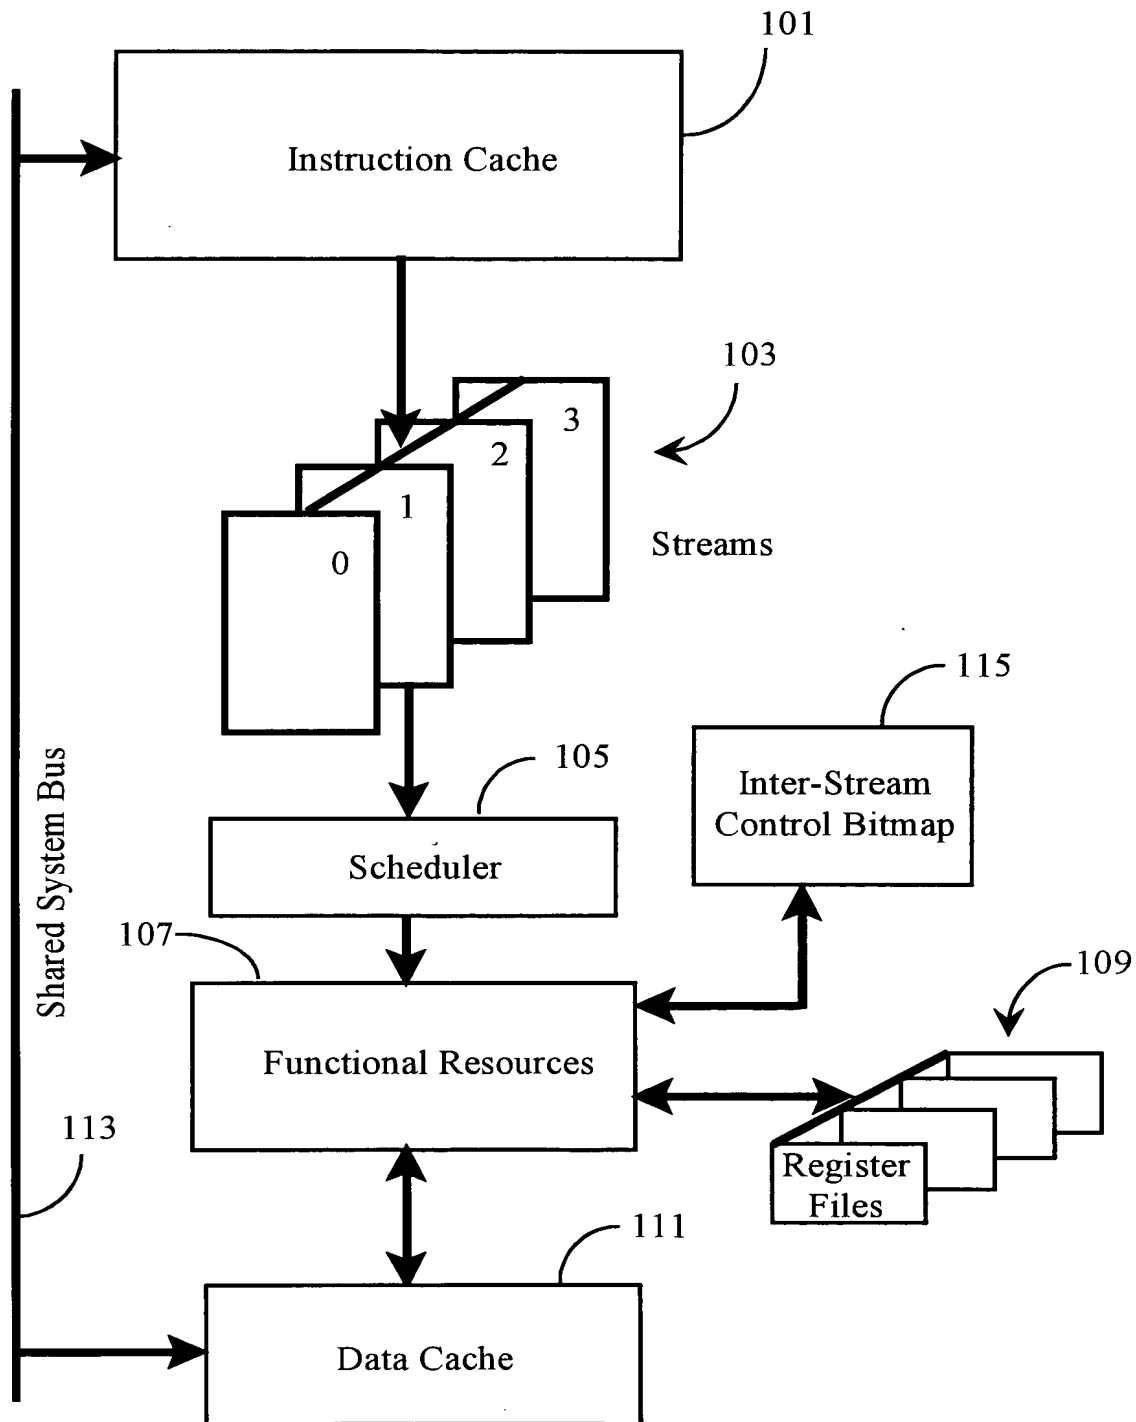 101
Instruction Cache
103
3
2
1
0
Streams
115
105
Inter-Stream
Control Bitmap
Scheduler
Shared System Bus
107
109
Functional Resources
113
Register
Files
111
Data Cache